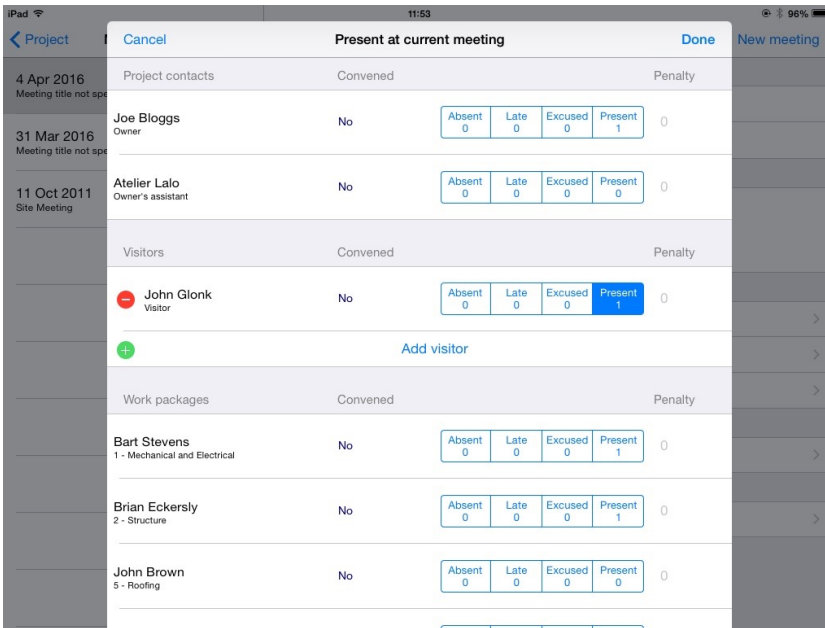 iPad
11:53
96%
Project
Cancel
Present at current meeting
Done
New meeting
4 Apr 2016
Meeting title not spe
31 Mar 2016
Meeting title not spe
11 Oct 2011
Site Meeting
Project contacts Convened Penalty
Joe Bloggs
Owner
No
Absent Late Excused Present
0 0 0 1
0
Atelier Lalo
Owner's assistant
No
Absent Late Excused Present
0 0 0 0
0
Visitors Convened Penalty
John Glonk
Visitor
No
Absent Late Excused Present
0 0 0 1
0
Add visitor
Work packages Convened Penalty
Bart Stevens
1 - Mechanical and Electrical
No
Absent Late Excused Present
0 0 0 1
0
Brian Eckersly
2 - Structure
No
Absent Late Excused Present
0 0 0 1
0
John Brown
5 - Roofing
No
Absent Late Excused Present
0 0 0 0
0